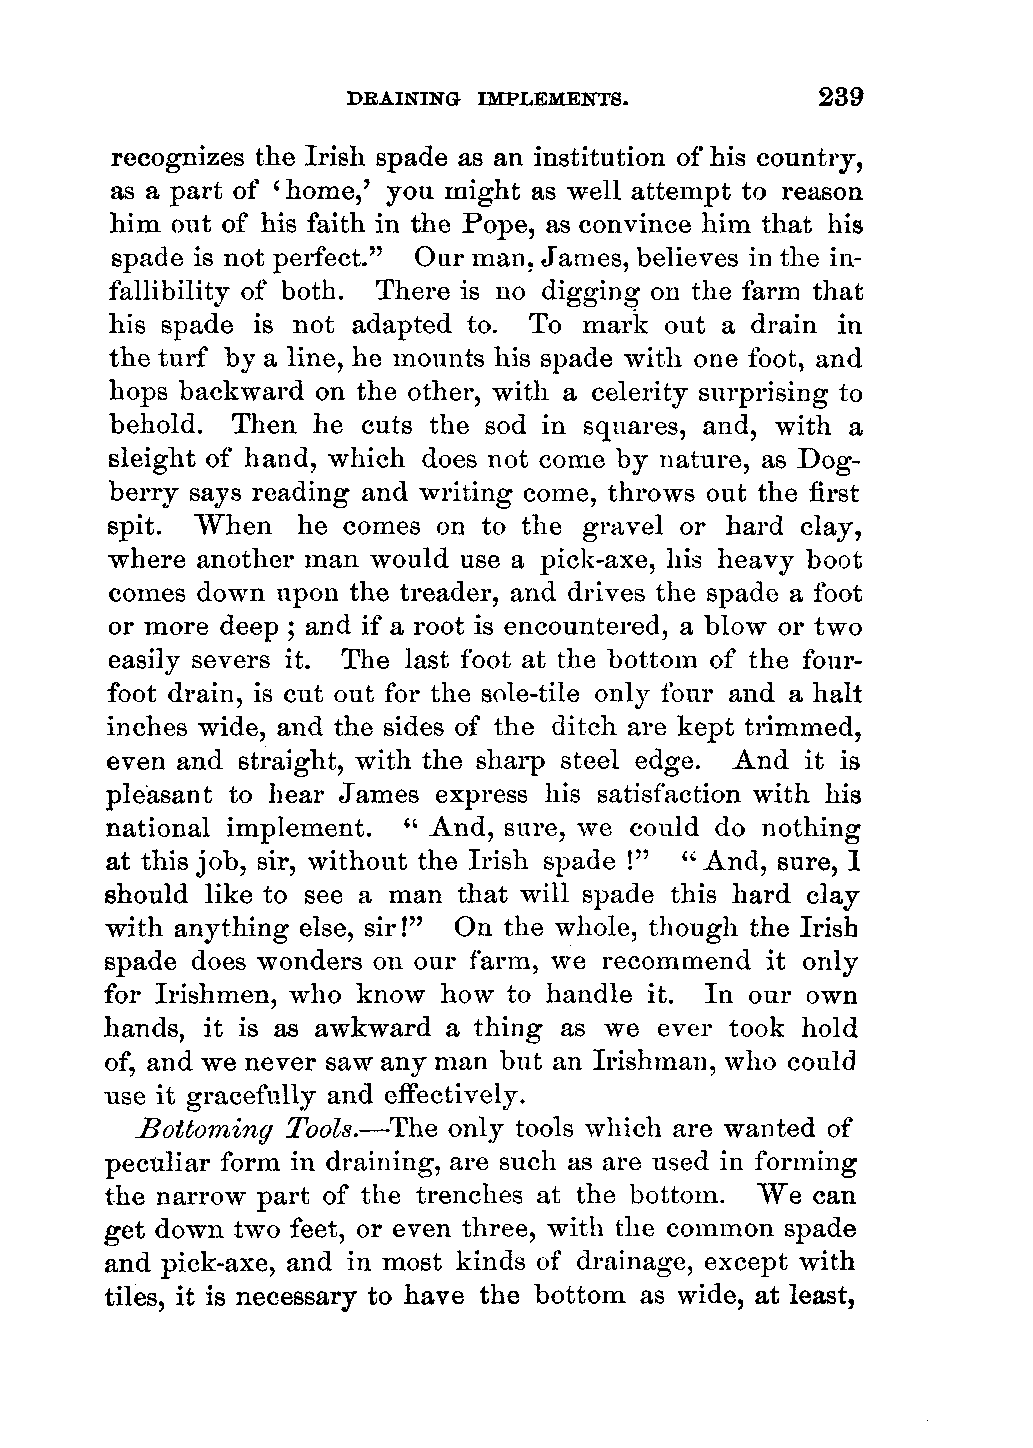 DRAINING IMPLEMENTS. 239
recognizes the Irish spade as an institution of his country,
as a part of ‘home,’ you might as well attempt to reason
him out of his faith in the Pope, as convince him that his
spade is not perfect.” Our man, James, believes in the in-
fallibility of both. There is no digging on the farm that
his spade is not adapted to. To mark out a drain in
the turf by a line, he mounts his spade with one foot, and
hops backward on the other, with a celerity surprising to
behold. Then he cuts the sod in squares, and, with a
sleight of hand, which does not come by nature, as Dog-
berry says reading and writing come, throws out the first
spit. When he comes on to the gravel or hard clay,
where another man would use a pick-axe, his heavy boot
comes down upon the treader, and drives the spade a foot
or more deep ; and if a root is encountered, a blow or two
easily severs it. The last foot at the bottom of the four-
foot drain, is cut out for the sole-tile only four and a half
inches wide, and the sides of the ditch are kept trimmed,
even and straight, with the sharp steel edge. And it is
pleasant to hear James express his satisfaction with his
national implement. “ And, sure, we could do nothing
at this job, sir, without the Irish spade !” “ And, sure, I
should like to see a man that will spade this hard clay
with anything else, sir!” On the whole, though the Irish
spade does wonders on our farm, we recommend it only
for Irishmen, who know how to handle it. In our own
hands, it is as awkward a thing as we ever took hold
of, and we never saw any man but an Irishman, who could
use it gracefully and effectively.
Bottoming Tools.—The only tools which are wanted of
peculiar form in draining, are such as are used in forming
the narrow part of the trenches at the bottom. We can
get down two feet, or even three, with the common spade
and pick-axe, and in most kinds of drainage, except with
tiles, it is necessary to have the bottom as wide, at least,